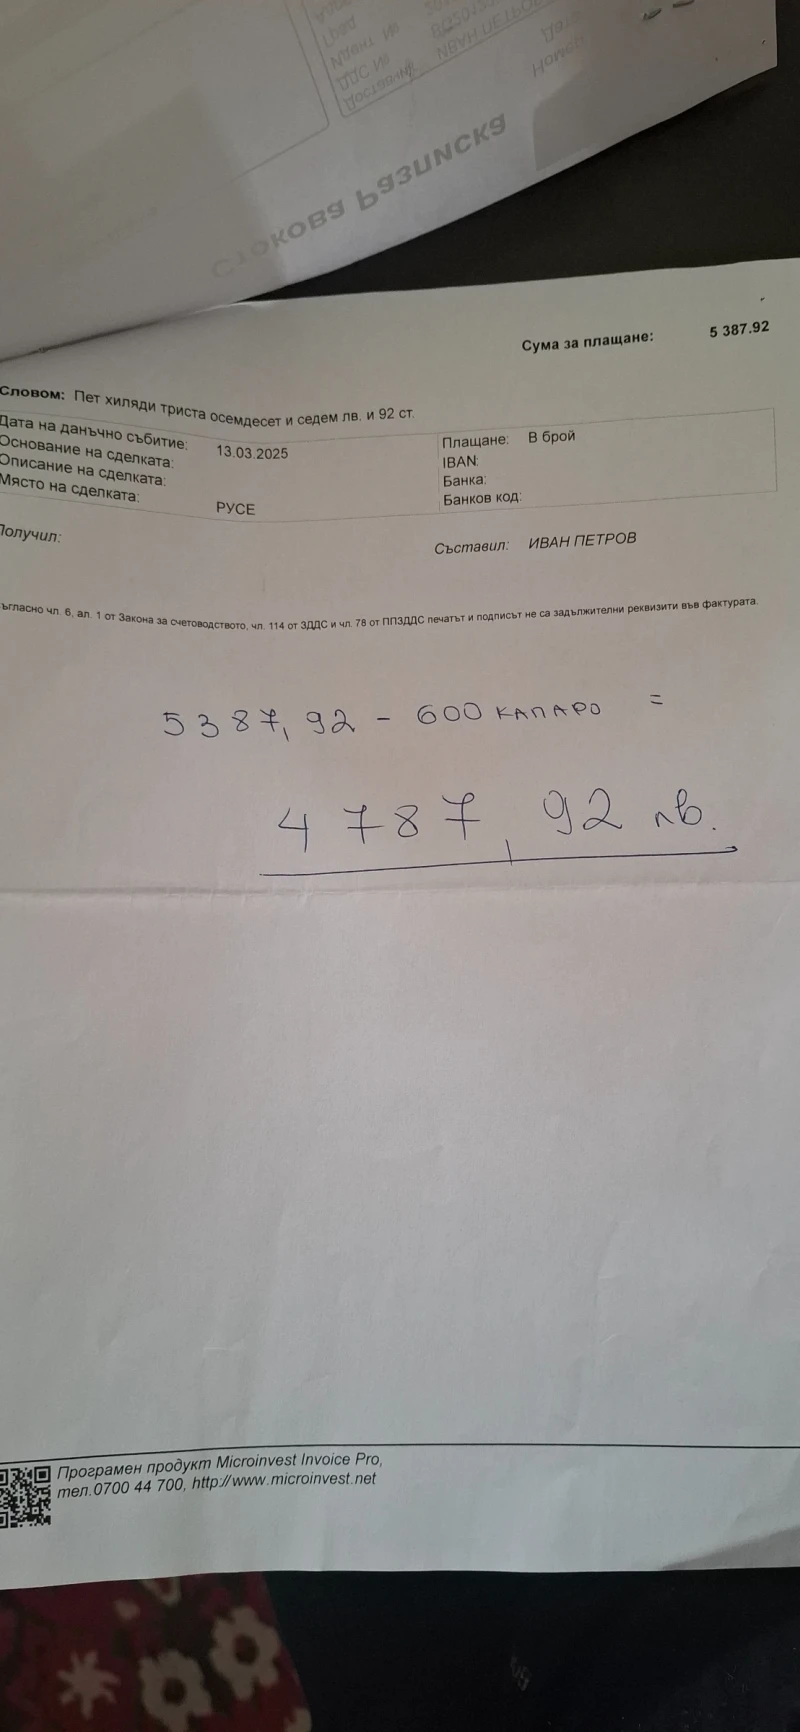 Стокова Разписка
Сума за плащане: 5 387.92
Словом: Пет хиляди триста осемдесет и седем лв. и 92 ст.
Дата на данъчно събитие: 13.03.2025
Основание на сделката:
Описание на сделката:
Място на сделката: РУСЕ
Плащане: В брой
IBAN:
Банка:
Банков код:
Получил:
Съставил: ИВАН ПЕТРОВ
ъгласно чл. 6, ал. 1 от Закона за счетоводството, чл. 114 от ЗДДС и чл. 78 от ППЗДДС печатът и подписът не са задължителни реквизити във фактурата.
5387,92 - 600 КАПАРО =
4787,92 лв.
Програмен продукт Microinvest Invoice Pro,
тел.0700 44 700, http://www.microinvest.net